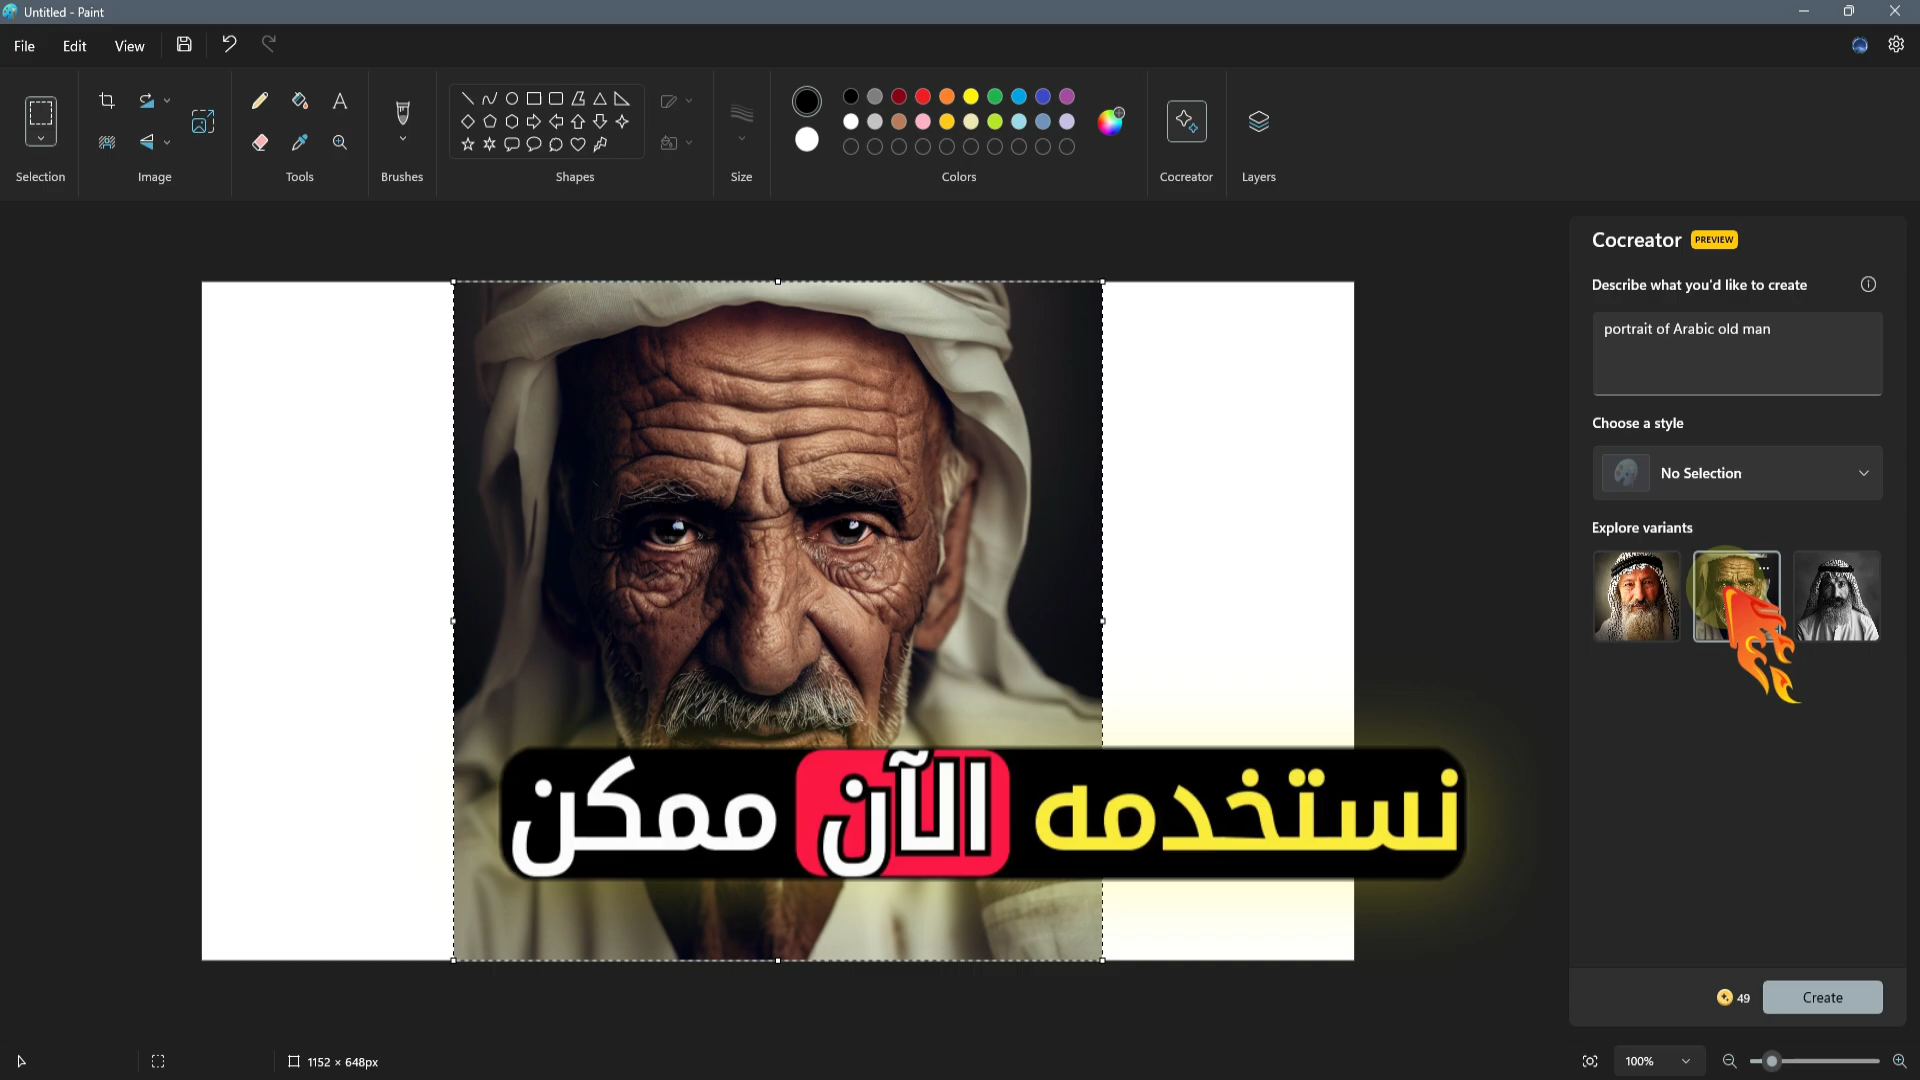 Untitled - Paint
File Edit View
Selection Image Tools Brushes Shapes Size Colors Cocreator Layers
Cocreator PREVIEW
Describe what you'd like to create
portrait of Arabic old man
Choose a style
No Selection
Explore variants
نستخدمه الآن ممكن
49 Create
1152 × 648px
100%